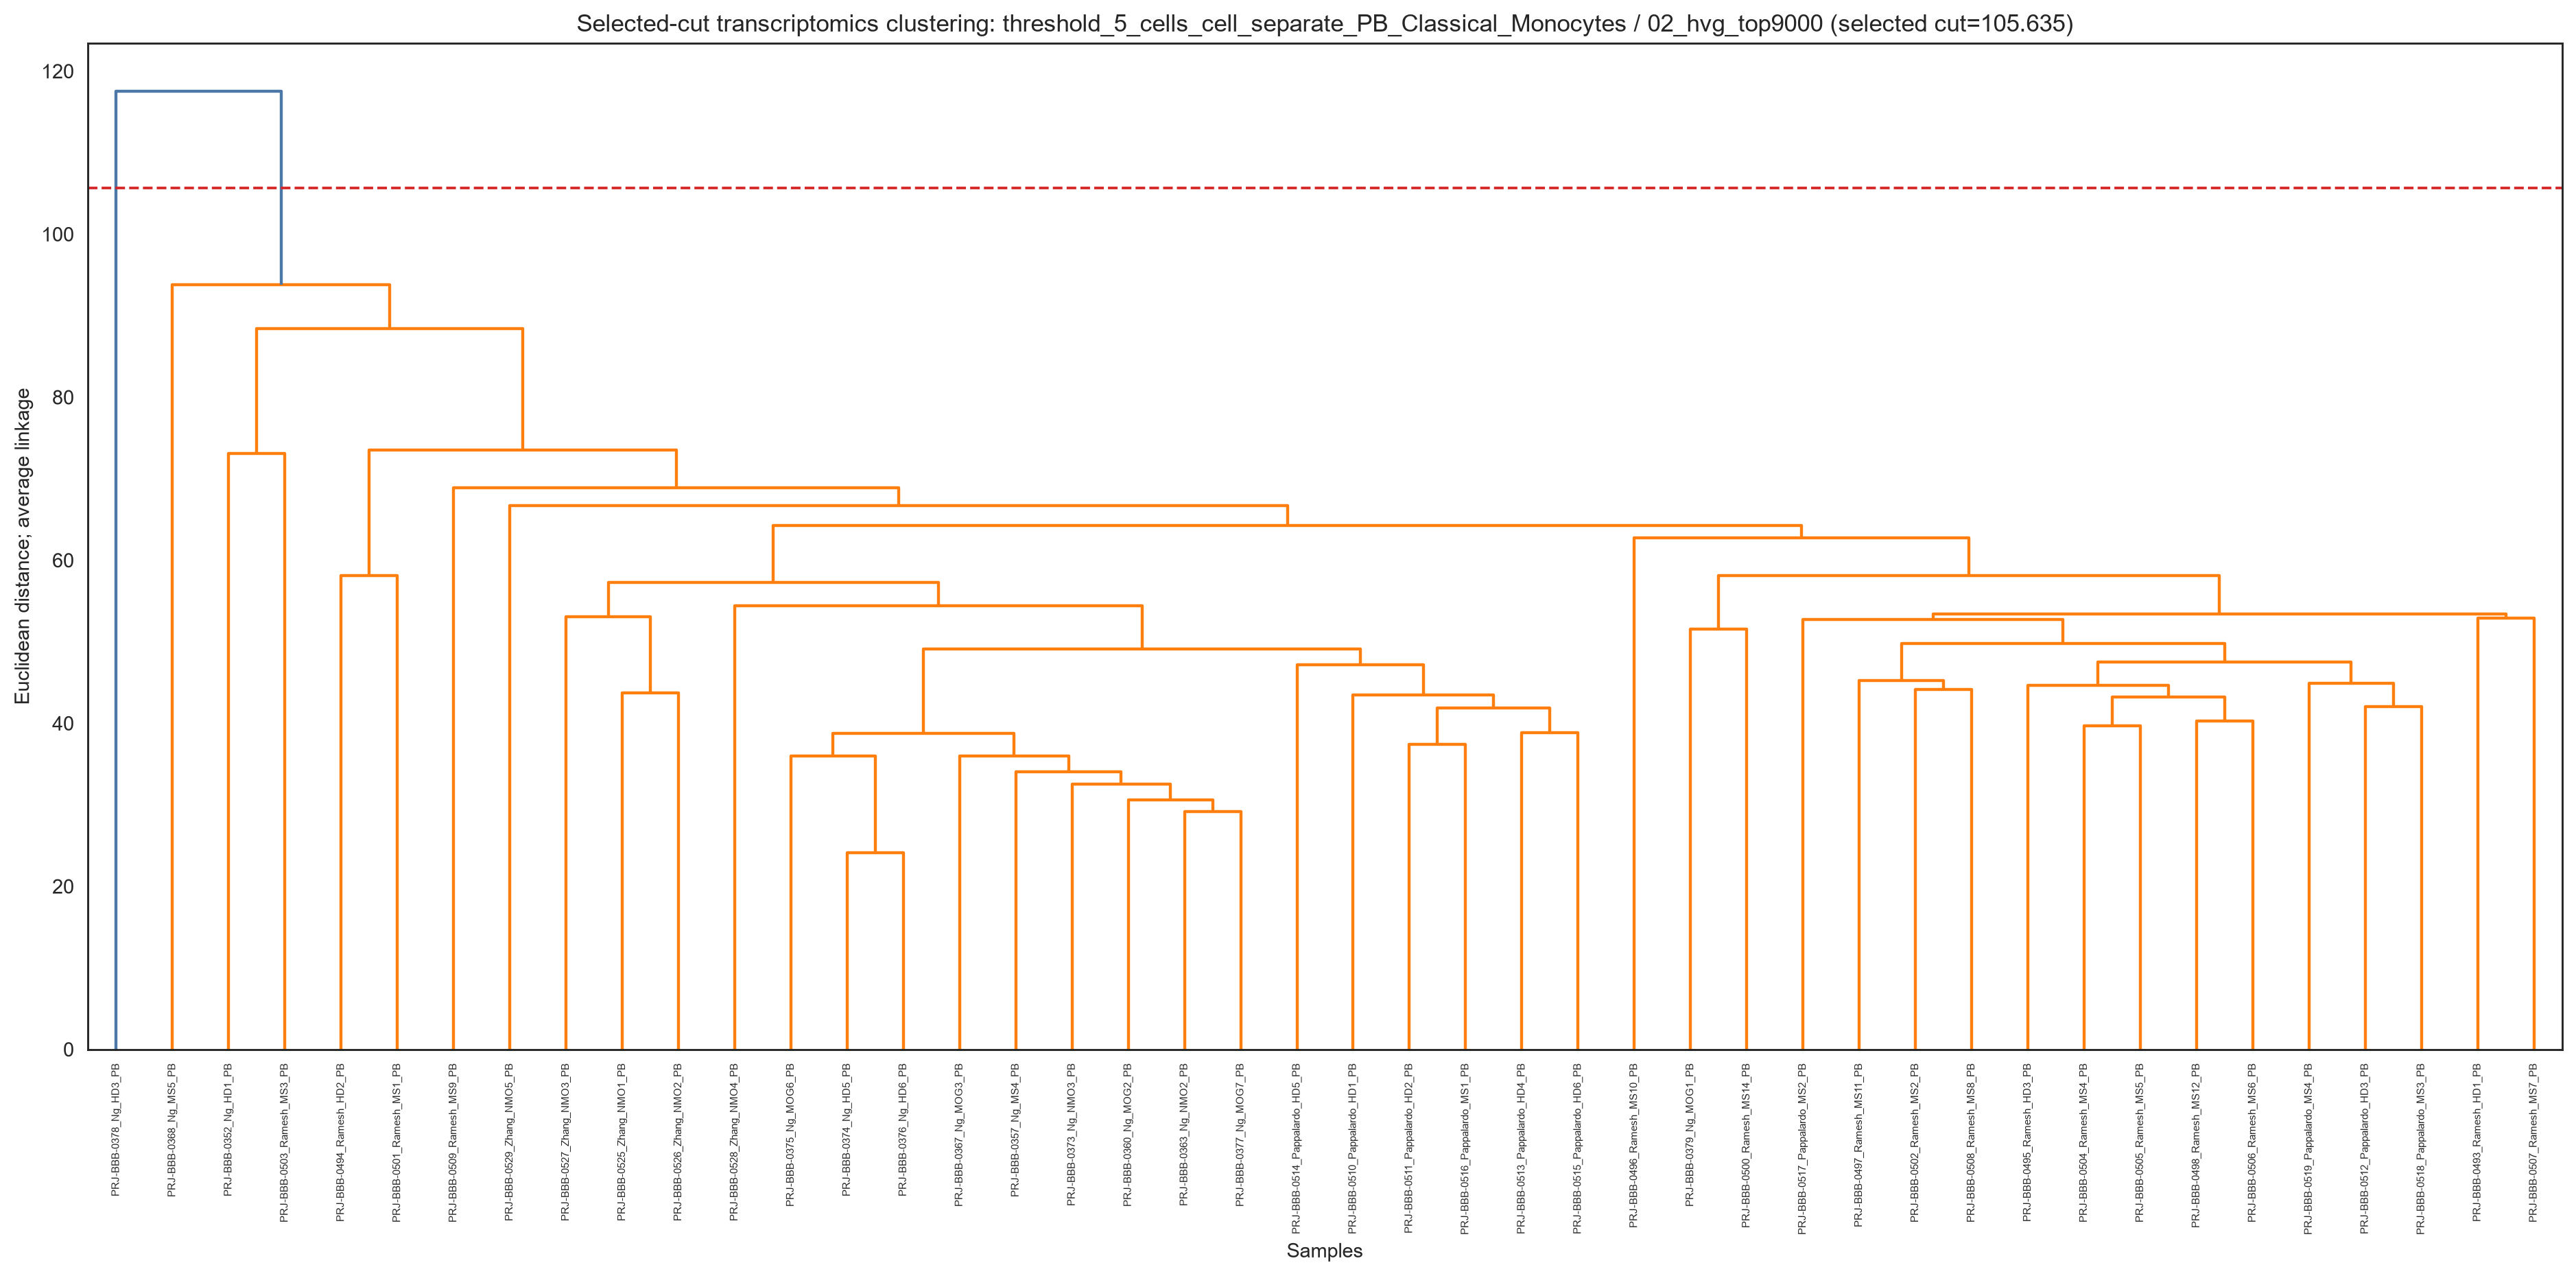 Selected-cut transcriptomics clustering: threshold_5_cells_cell_separate_PB_Classical_Monocytes / 02_hvg_top9000 (selected cut=105.635)
120
100
80
60
40
20
0
Euclidean distance; average linkage
PRJ-BBB-0378_Ng_HD3_PB
PRJ-BBB-0368_Ng_MS5_PB
PRJ-BBB-0352_Ng_HD1_PB
PRJ-BBB-0503_Ramesh_MS3_PB
PRJ-BBB-0494_Ramesh_HD2_PB
PRJ-BBB-0501_Ramesh_MS1_PB
PRJ-BBB-0509_Ramesh_MS9_PB
PRJ-BBB-0529_Zhang_NMO5_PB
PRJ-BBB-0527_Zhang_NMO3_PB
PRJ-BBB-0525_Zhang_NMO1_PB
PRJ-BBB-0526_Zhang_NMO2_PB
PRJ-BBB-0528_Zhang_NMO4_PB
PRJ-BBB-0375_Ng_MOG6_PB
PRJ-BBB-0374_Ng_HD5_PB
PRJ-BBB-0376_Ng_HD6_PB
PRJ-BBB-0367_Ng_MOG3_PB
PRJ-BBB-0357_Ng_MS4_PB
PRJ-BBB-0373_Ng_NMO3_PB
PRJ-BBB-0360_Ng_MOG2_PB
PRJ-BBB-0363_Ng_NMO2_PB
PRJ-BBB-0377_Ng_MOG7_PB
PRJ-BBB-0514_Pappalardo_HD5_PB
PRJ-BBB-0510_Pappalardo_HD1_PB
PRJ-BBB-0511_Pappalardo_HD2_PB
PRJ-BBB-0516_Pappalardo_MS1_PB
PRJ-BBB-0513_Pappalardo_HD4_PB
PRJ-BBB-0515_Pappalardo_HD6_PB
PRJ-BBB-0496_Ramesh_MS10_PB
PRJ-BBB-0379_Ng_MOG1_PB
PRJ-BBB-0500_Ramesh_MS14_PB
PRJ-BBB-0517_Pappalardo_MS2_PB
PRJ-BBB-0497_Ramesh_MS11_PB
PRJ-BBB-0502_Ramesh_MS2_PB
PRJ-BBB-0508_Ramesh_MS8_PB
PRJ-BBB-0495_Ramesh_HD3_PB
PRJ-BBB-0504_Ramesh_MS4_PB
PRJ-BBB-0505_Ramesh_MS5_PB
PRJ-BBB-0498_Ramesh_MS12_PB
PRJ-BBB-0506_Ramesh_MS6_PB
PRJ-BBB-0519_Pappalardo_MS4_PB
PRJ-BBB-0512_Pappalardo_HD3_PB
PRJ-BBB-0518_Pappalardo_MS3_PB
PRJ-BBB-0493_Ramesh_HD1_PB
PRJ-BBB-0507_Ramesh_MS7_PB
Samples